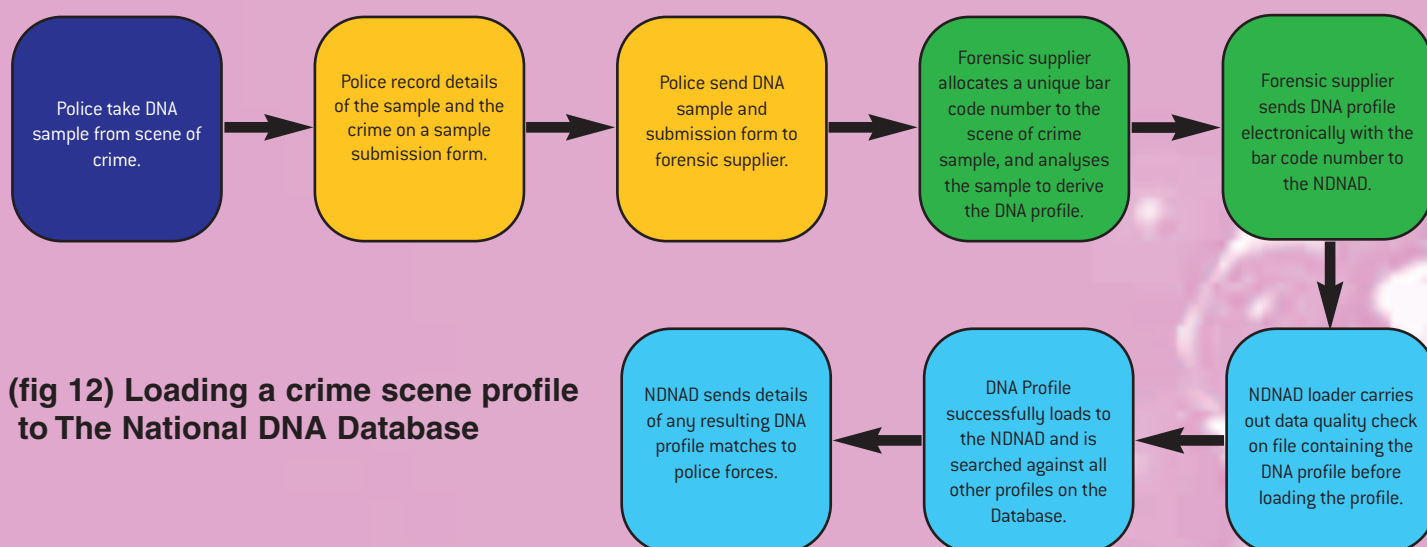 Police take DNA
sample from scene of
crime.
Police record details
of the sample and the
crime on a sample
submission form.
Police send DNA
sample and
submission form to
forensic supplier.
Forensic supplier
allocates a unique bar
code number to the
scene of crime
sample, and analyses
the sample to derive
the DNA profile.
Forensic supplier
sends DNA profile
electronically with the
bar code number to
the NDNAD.
NDNAD loader carries
out data quality check
on file containing the
DNA profile before
loading the profile.
DNA Profile
successfully loads to
the NDNAD and is
searched against all
other profiles on the
Database.
NDNAD sends details
of any resulting DNA
profile matches to
police forces.
(fig 12) Loading a crime scene profile
to The National DNA Database